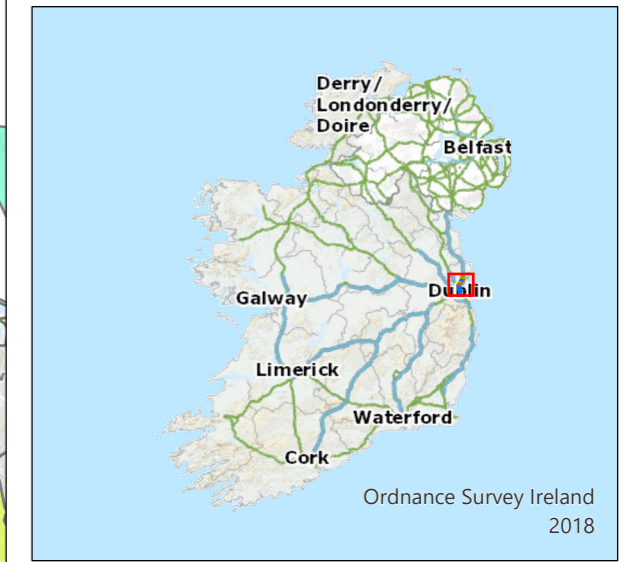 Derry/
Londonderry/
Doire
Belfast
Dublin
Galway
Limerick
Waterford
Cork
Ordnance Survey Ireland
2018